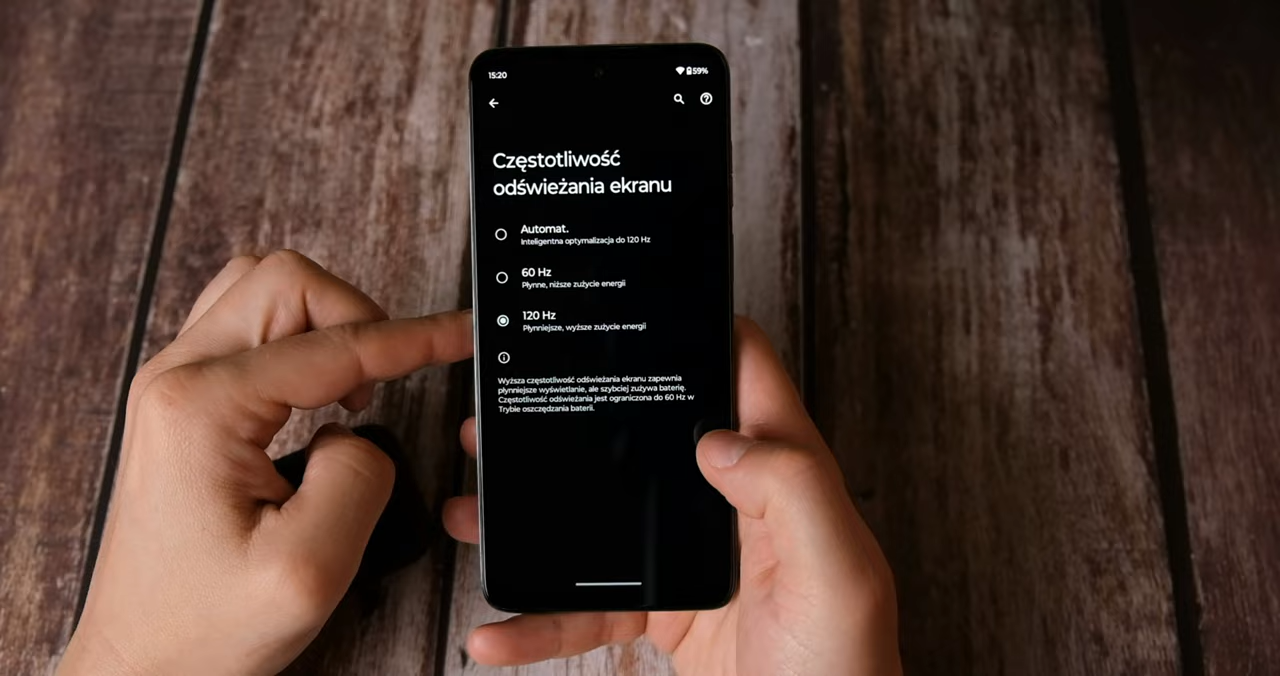 15:20
59%
Częstotliwość
odświeżania ekranu
Automat.
Inteligentna optymalizacja do 120 Hz
60 Hz
Płynne, niższe zużycie energii
120 Hz
Płynniejsze, wyższe zużycie energii
Wyższa częstotliwość odświeżania ekranu zapewnia
płynniejsze wyświetlanie, ale szybciej zużywa baterię.
Częstotliwość odświeżania jest ograniczona do 60 Hz w
Trybie oszczędzania baterii.